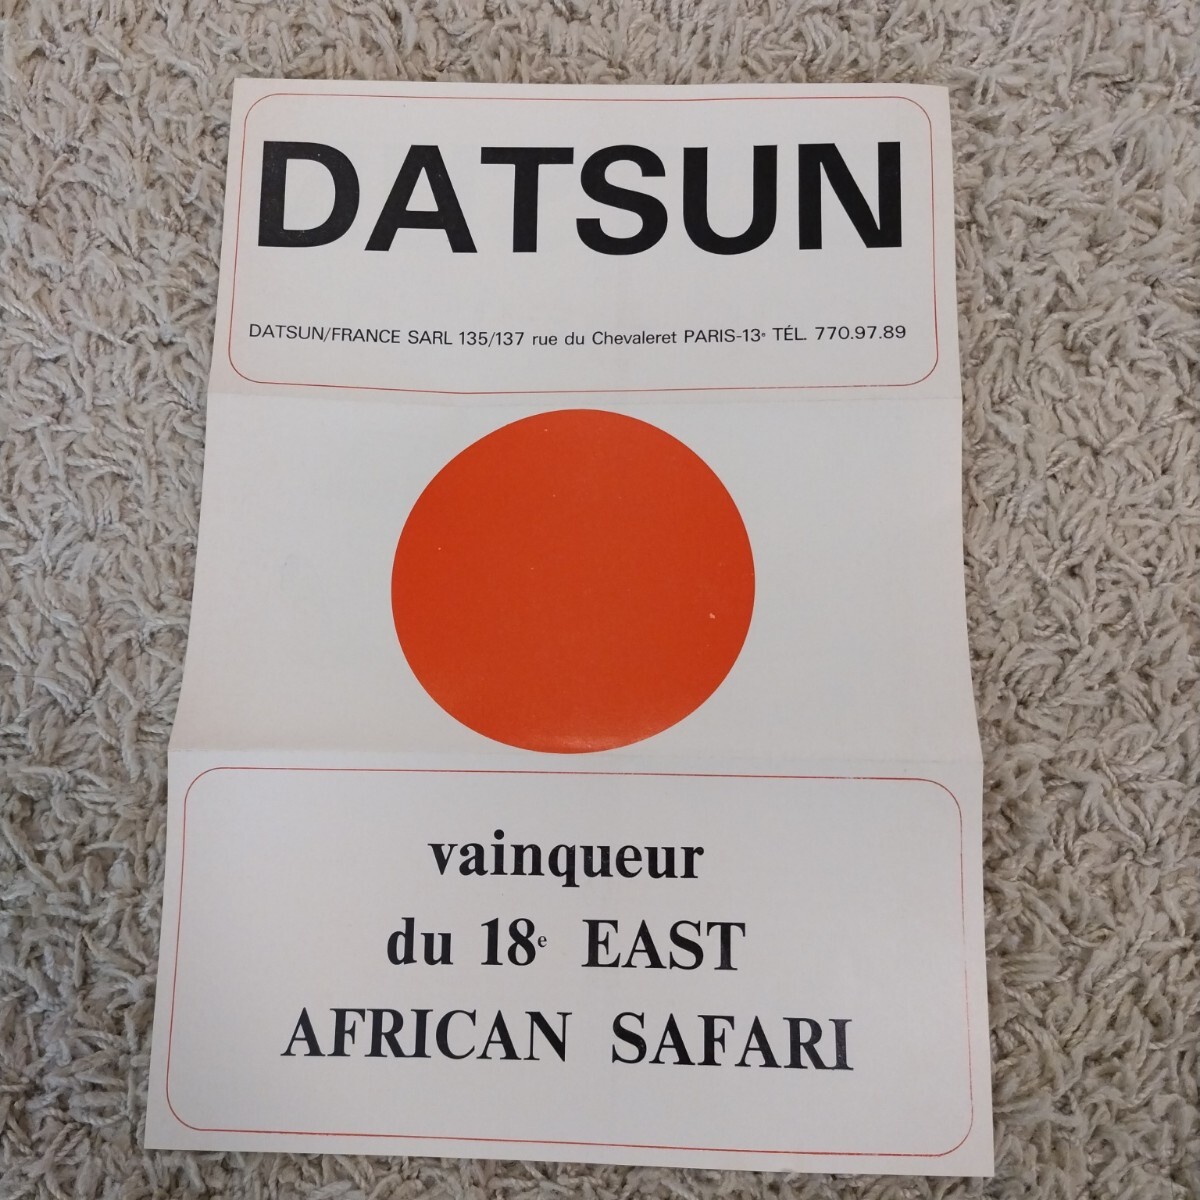 DATSUN
DATSUN/FRANCE SARL 135/137 rue du Chevaleret PARIS-13e TÉL. 770.97.89
vainqueur
du 18e EAST
AFRICAN SAFARI